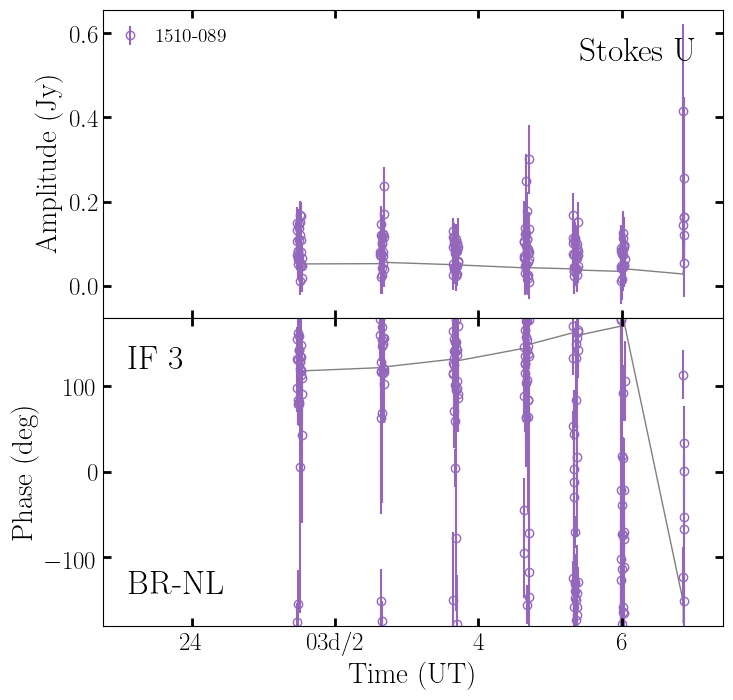 1510-089
Stokes U
0.6
0.4
0.2
0.0
Amplitude (Jy)
IF 3
100
0
−100
Phase (deg)
BR-NL
24
03d/2
4
6
Time (UT)